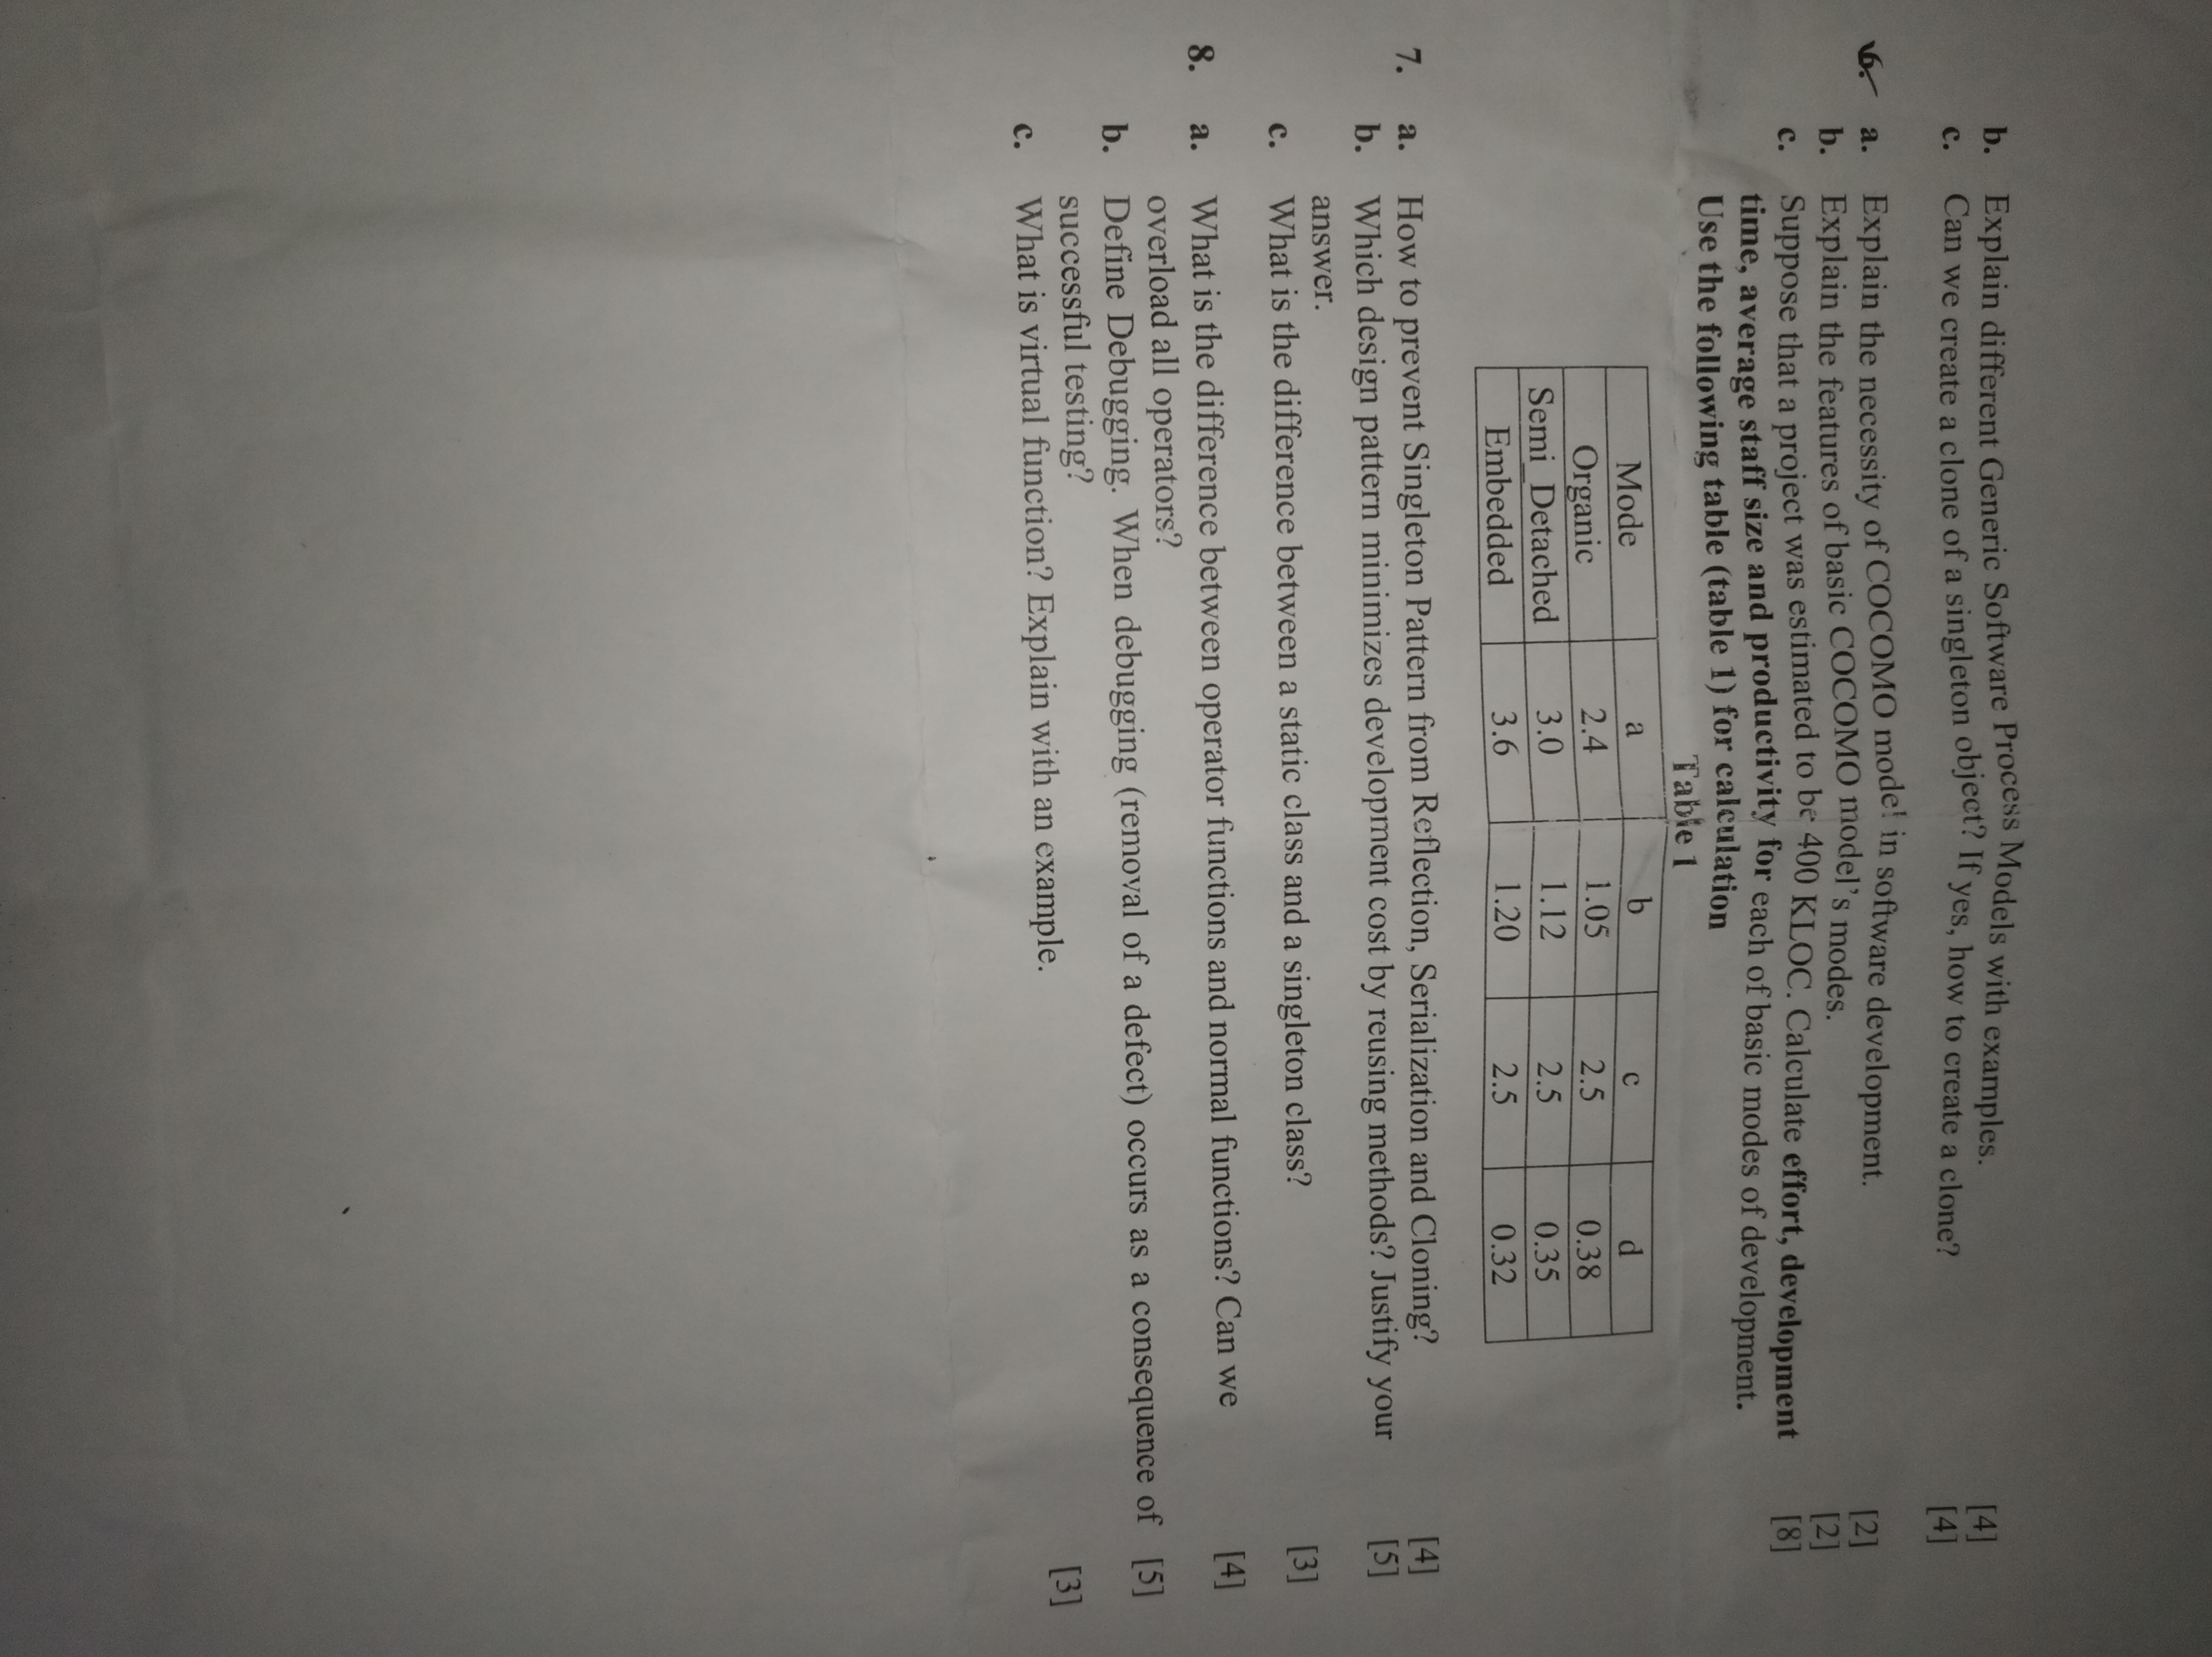 b. Explain different Generic Software Process Models with examples. [4]
c. Can we create a clone of a singleton object? If yes, how to create a clone? [4]
6. a. Explain the necessity of COCOMO model in software development. [2]
b. Explain the features of basic COCOMO model's modes. [2]
c. Suppose that a project was estimated to be 400 KLOC. Calculate effort, development [8]
time, average staff size and productivity for each of basic modes of development.
Use the following table (table 1) for calculation
Table 1
Mode a b c d
Organic 2.4 1.05 2.5 0.38
Semi_Detached 3.0 1.12 2.5 0.35
Embedded 3.6 1.20 2.5 0.32
7. a. How to prevent Singleton Pattern from Reflection, Serialization and Cloning? [4]
b. Which design pattern minimizes development cost by reusing methods? Justify your [5]
answer.
c. What is the difference between a static class and a singleton class? [3]
8. a. What is the difference between operator functions and normal functions? Can we [4]
overload all operators?
b. Define Debugging. When debugging (removal of a defect) occurs as a consequence of [5]
successful testing?
c. What is virtual function? Explain with an example. [3]